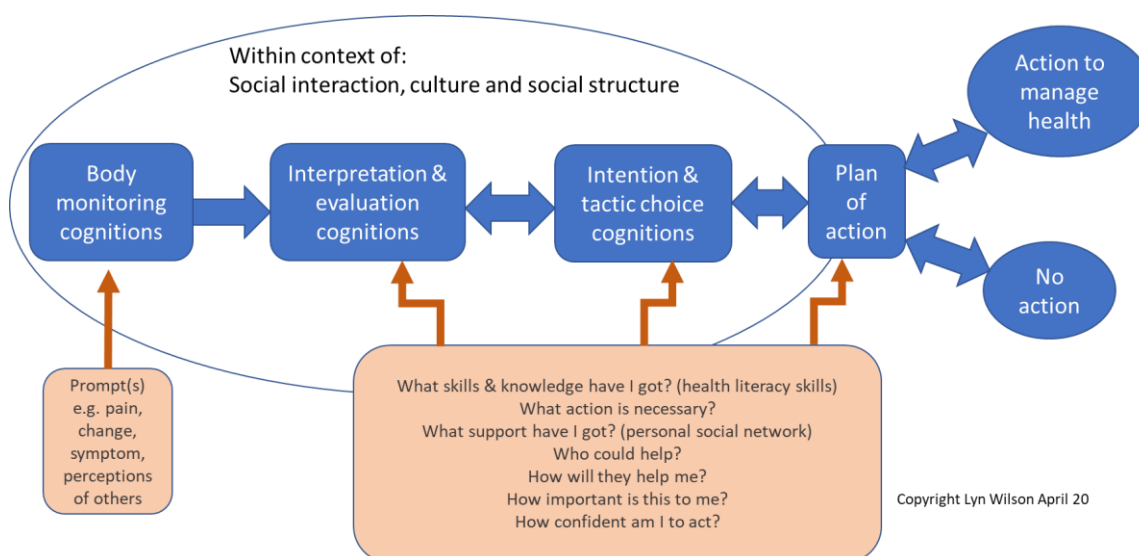 Within context of:
Social interaction, culture and social structure
Action to
manage
health
Body
monitoring
cognitions
Interpretation &
evaluation
cognitions
Intention &
tactic choice
cognitions
Plan
of
action
No
action
Prompt(s)
e.g. pain,
change,
symptom,
perceptions
of others
What skills & knowledge have I got? (health literacy skills)
What action is necessary?
What support have I got? (personal social network)
Who could help?
How will they help me?
How important is this to me?
How confident am I to act?
Copyright Lyn Wilson April 20